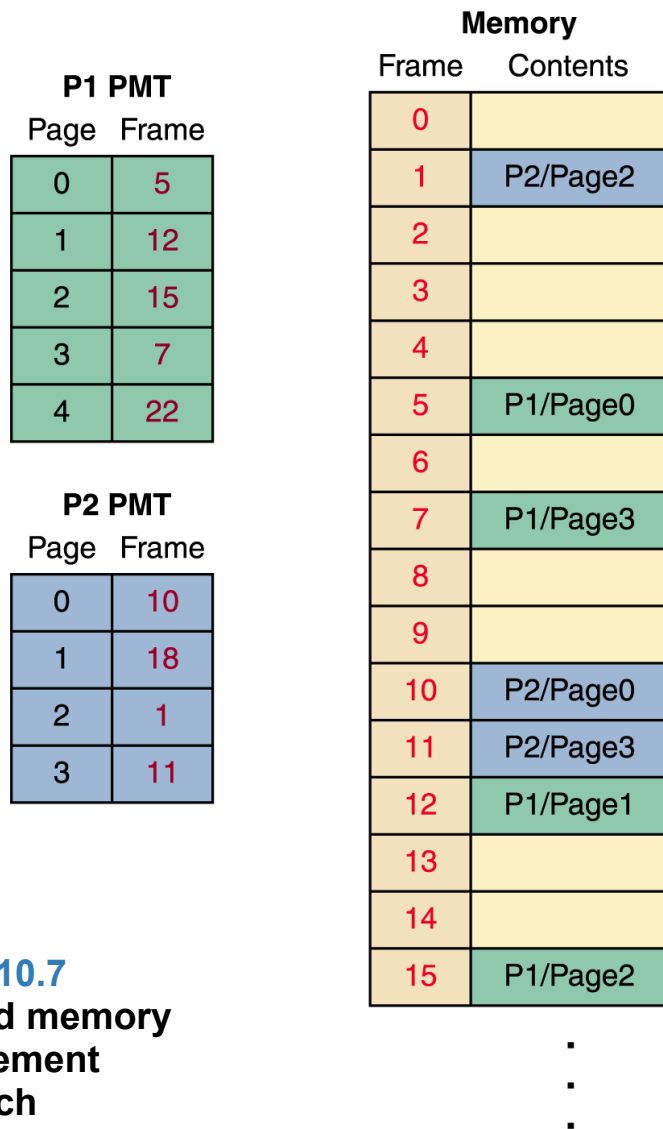 P1 PMT
Page Frame
0 5
1 12
2 15
3 7
4 22
P2 PMT
Page Frame
0 10
1 18
2 1
3 11
10.7
d memory
ement
ch
Memory
Frame Contents
0
1 P2/Page2
2
3
4
5 P1/Page0
6
7 P1/Page3
8
9
10 P2/Page0
11 P2/Page3
12 P1/Page1
13
14
15 P1/Page2
.
.
.